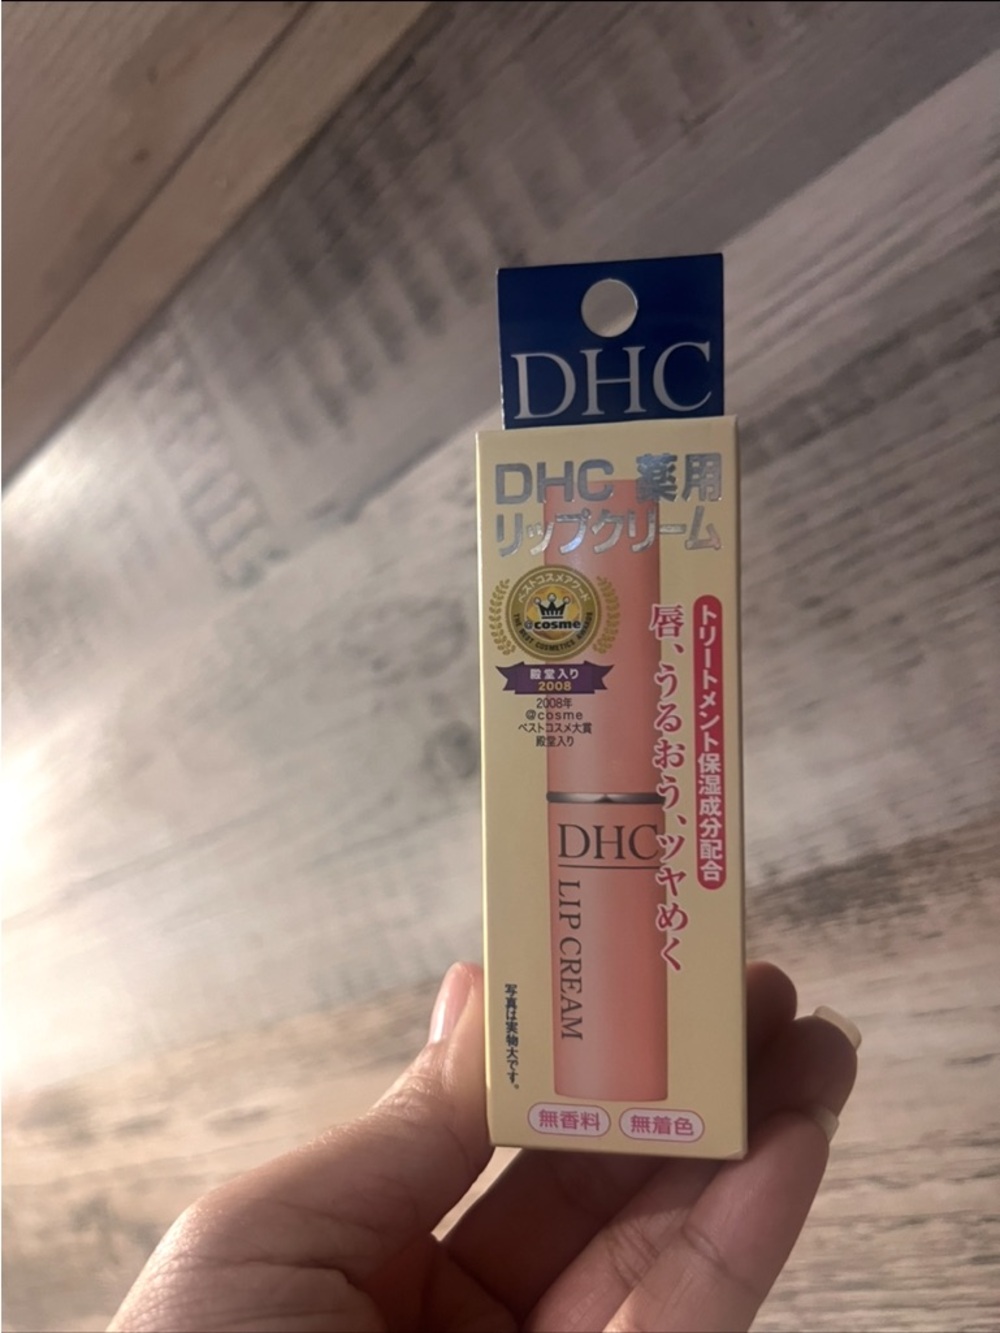 DHC
DHC 薬用
リップクリーム
ベストコスメアワード
@cosme
THE BEST COSMETICS AWARDS
殿堂入り
2008
2008年
@cosme
ベストコスメ大賞
殿堂入り
トリートメント保湿成分配合
唇、うるおう、ツヤめく
DHC
LIP CREAM
写真は実物大です。
無香料
無着色